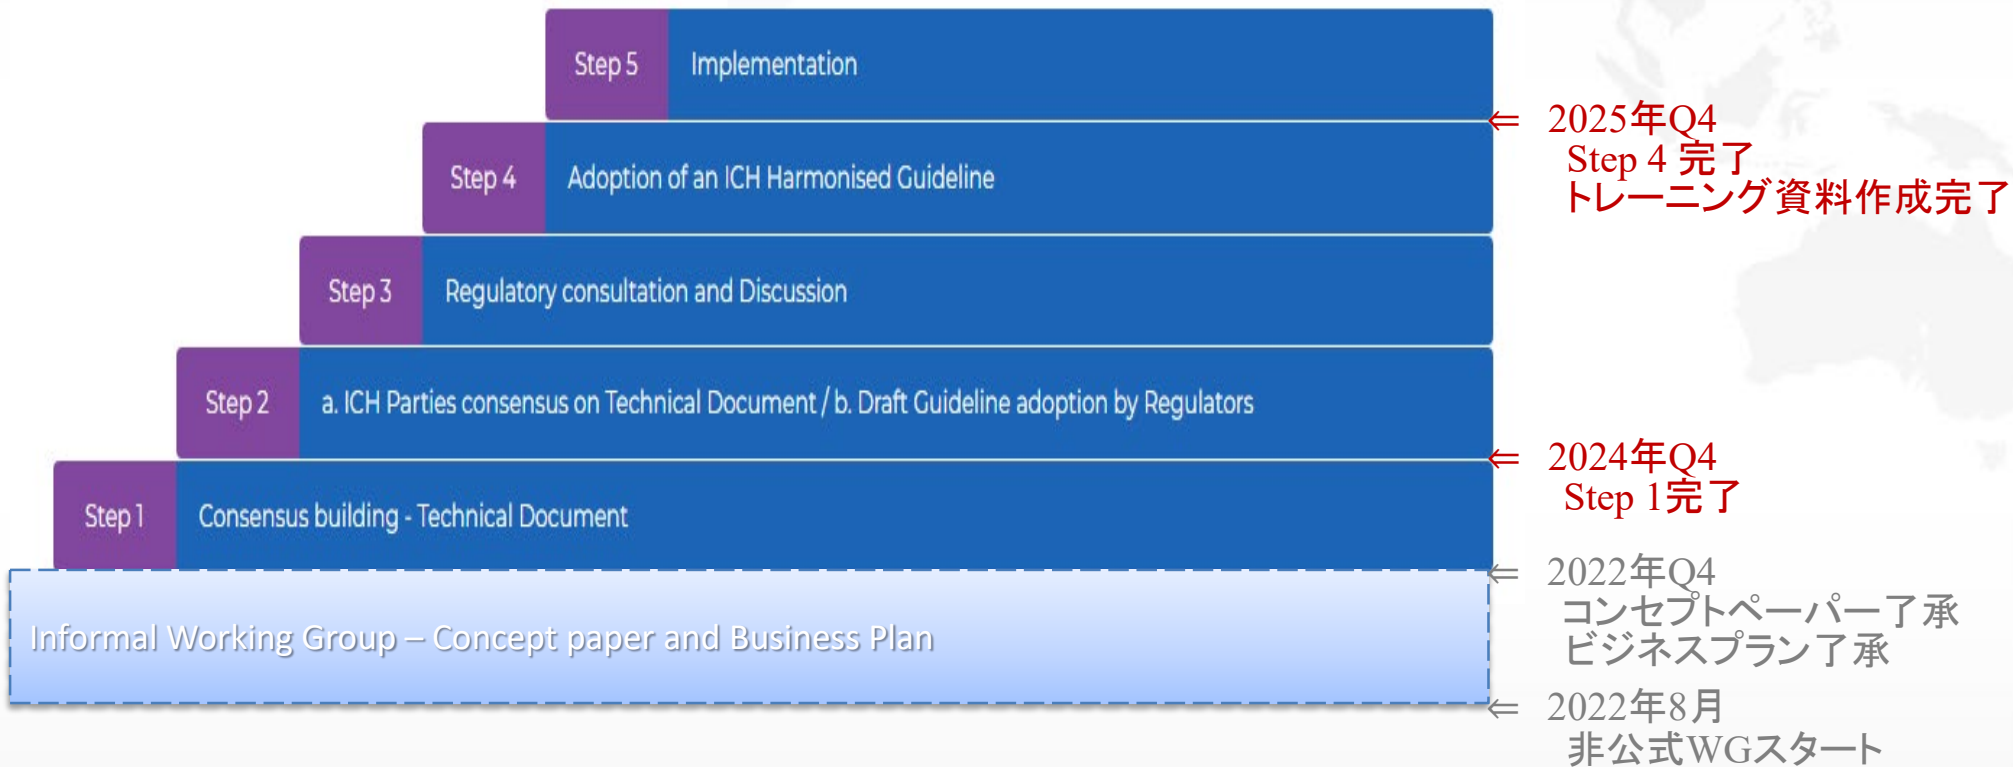 Step 5 Implementation
⇐ 2025年Q4
Step 4 完了
トレーニング資料作成完了
Step 4 Adoption of an ICH Harmonised Guideline
Step 3 Regulatory consultation and Discussion
Step 2 a. ICH Parties consensus on Technical Document / b. Draft Guideline adoption by Regulators
⇐ 2024年Q4
Step 1完了
Step 1 Consensus building - Technical Document
⇐ 2022年Q4
コンセプトペーパー了承
ビジネスプラン了承
Informal Working Group – Concept paper and Business Plan
⇐ 2022年8月
非公式WGスタート